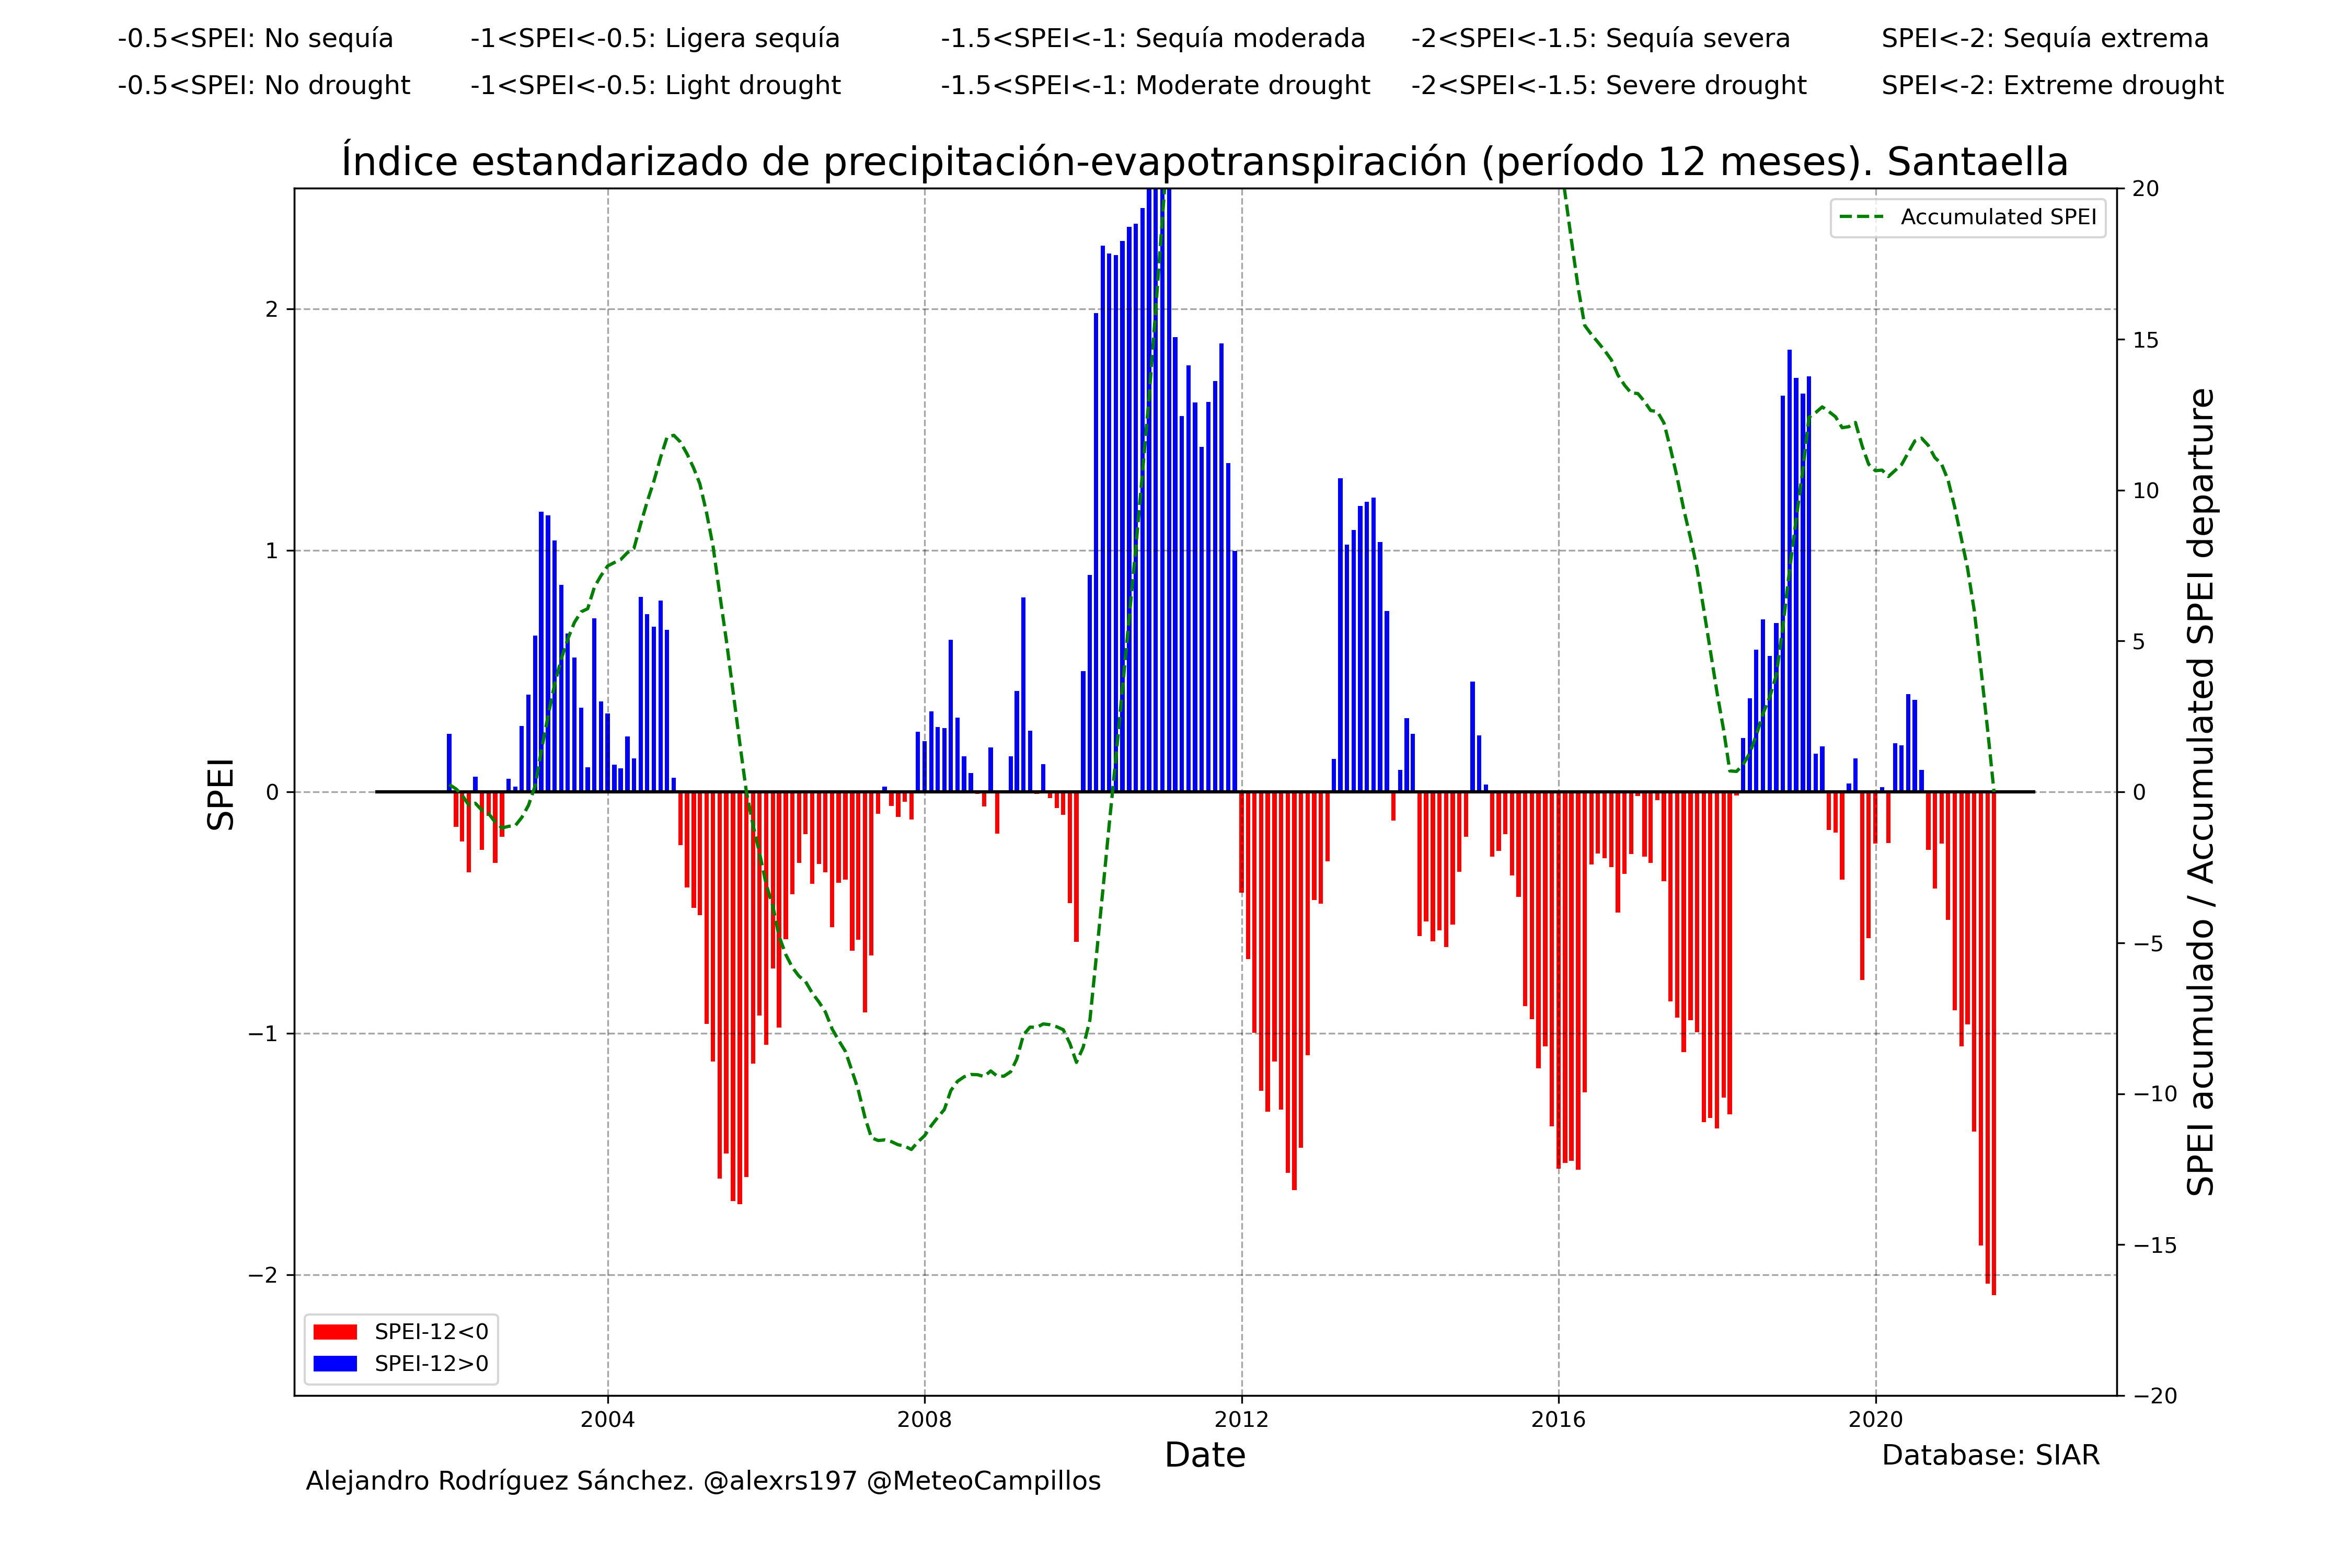 -0.5<SPEI: No sequía -1<SPEI<-0.5: Ligera sequía -1.5<SPEI<-1: Sequía moderada -2<SPEI<-1.5: Sequía severa SPEI<-2: Sequía extrema
-0.5<SPEI: No drought -1<SPEI<-0.5: Light drought -1.5<SPEI<-1: Moderate drought -2<SPEI<-1.5: Severe drought SPEI<-2: Extreme drought
Índice estandarizado de precipitación-evapotranspiración (período 12 meses). Santaella
Accumulated SPEI
SPEI
2
1
0
−1
−2
20
15
10
5
0
−5
−10
−15
−20
SPEI acumulado / Accumulated SPEI departure
SPEI-12<0
SPEI-12>0
2004 2008 2012 2016 2020
Date
Database: SIAR
Alejandro Rodríguez Sánchez. @alexrs197 @MeteoCampillos